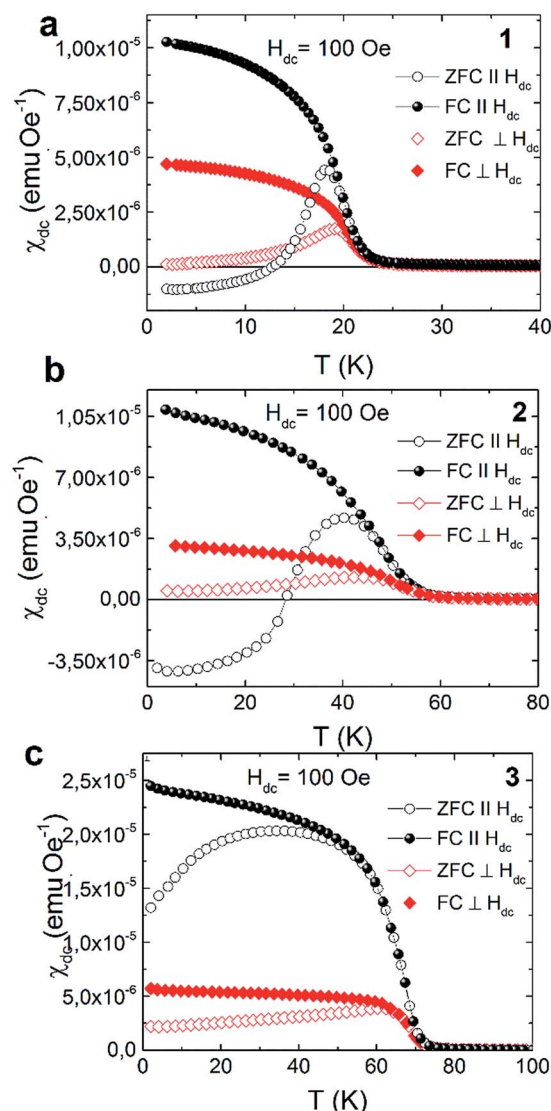 a
H_dc= 100 Oe
1
ZFC II H_dc
FC II H_dc
ZFC ⊥ H_dc
FC ⊥ H_dc
1,00x10⁻⁵
7,50x10⁻⁶
5,00x10⁻⁶
2,50x10⁻⁶
0,00
χ_dc (emu Oe⁻¹)
0 10 20 30 40
T (K)
b
H_dc= 100 Oe
2
ZFC II H_dc
FC II H_dc
ZFC ⊥ H_dc
FC ⊥ H_dc
1,05x10⁻⁵
7,00x10⁻⁶
3,50x10⁻⁶
0,00
-3,50x10⁻⁶
χ_dc (emu Oe⁻¹)
0 20 40 60 80
T (K)
c
H_dc= 100 Oe
3
ZFC II H_dc
FC II H_dc
ZFC ⊥ H_dc
FC ⊥ H_dc
2,5x10⁻⁵
2,0x10⁻⁵
1,5x10⁻⁵
1,0x10⁻⁵
5,0x10⁻⁶
0,0
χ_dc (emu Oe⁻¹)
0 20 40 60 80 100
T (K)